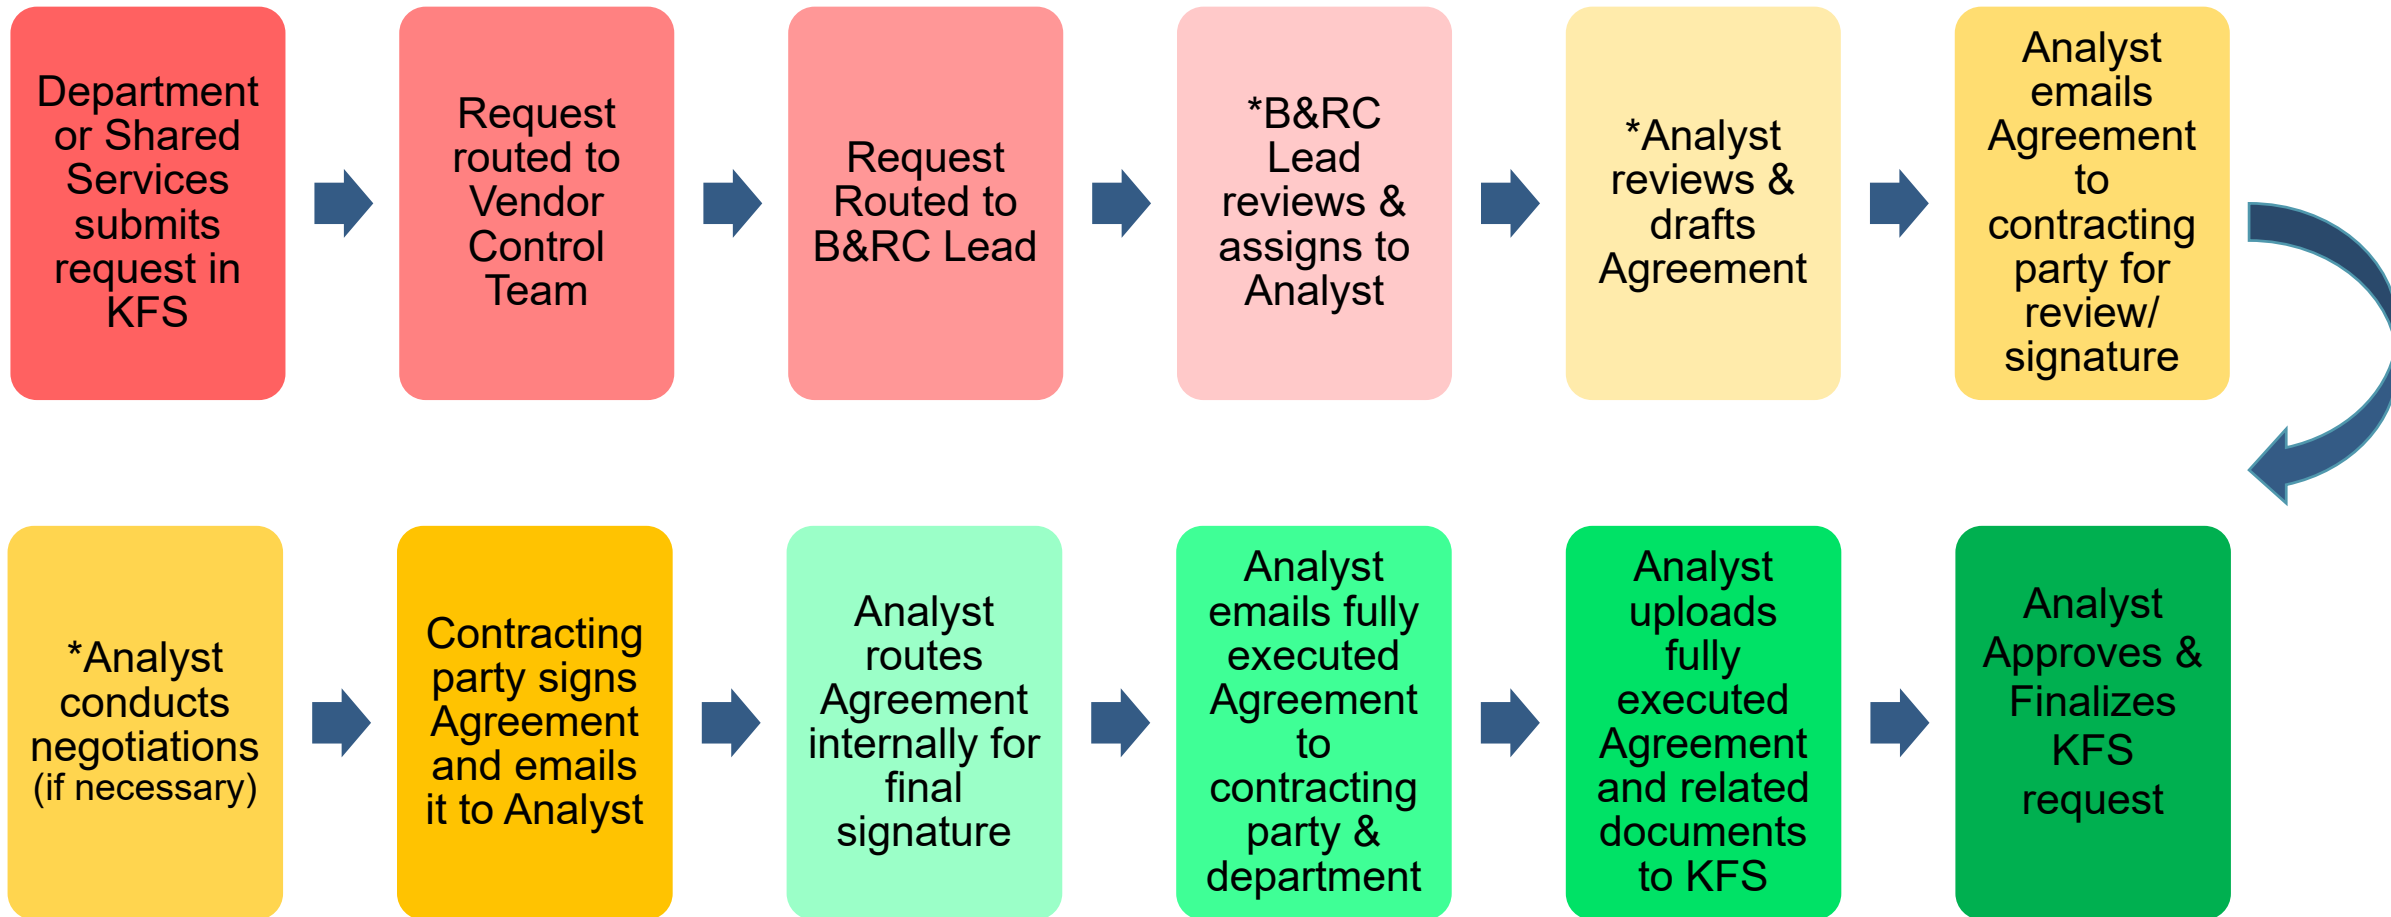 Department
or Shared
Services
submits
request in
KFS
Request
routed to
Vendor
Control
Team
Request
Routed to
B&RC Lead
*B&RC
Lead
reviews &
assigns to
Analyst
*Analyst
reviews &
drafts
Agreement
Analyst
emails
Agreement
to
contracting
party for
review/
signature
*Analyst
conducts
negotiations
(if necessary)
Contracting
party signs
Agreement
and emails
it to Analyst
Analyst
routes
Agreement
internally for
final
signature
Analyst
emails fully
executed
Agreement
to
contracting
party &
department
Analyst
uploads
fully
executed
Agreement
and related
documents
to KFS
Analyst
Approves &
Finalizes
KFS
request